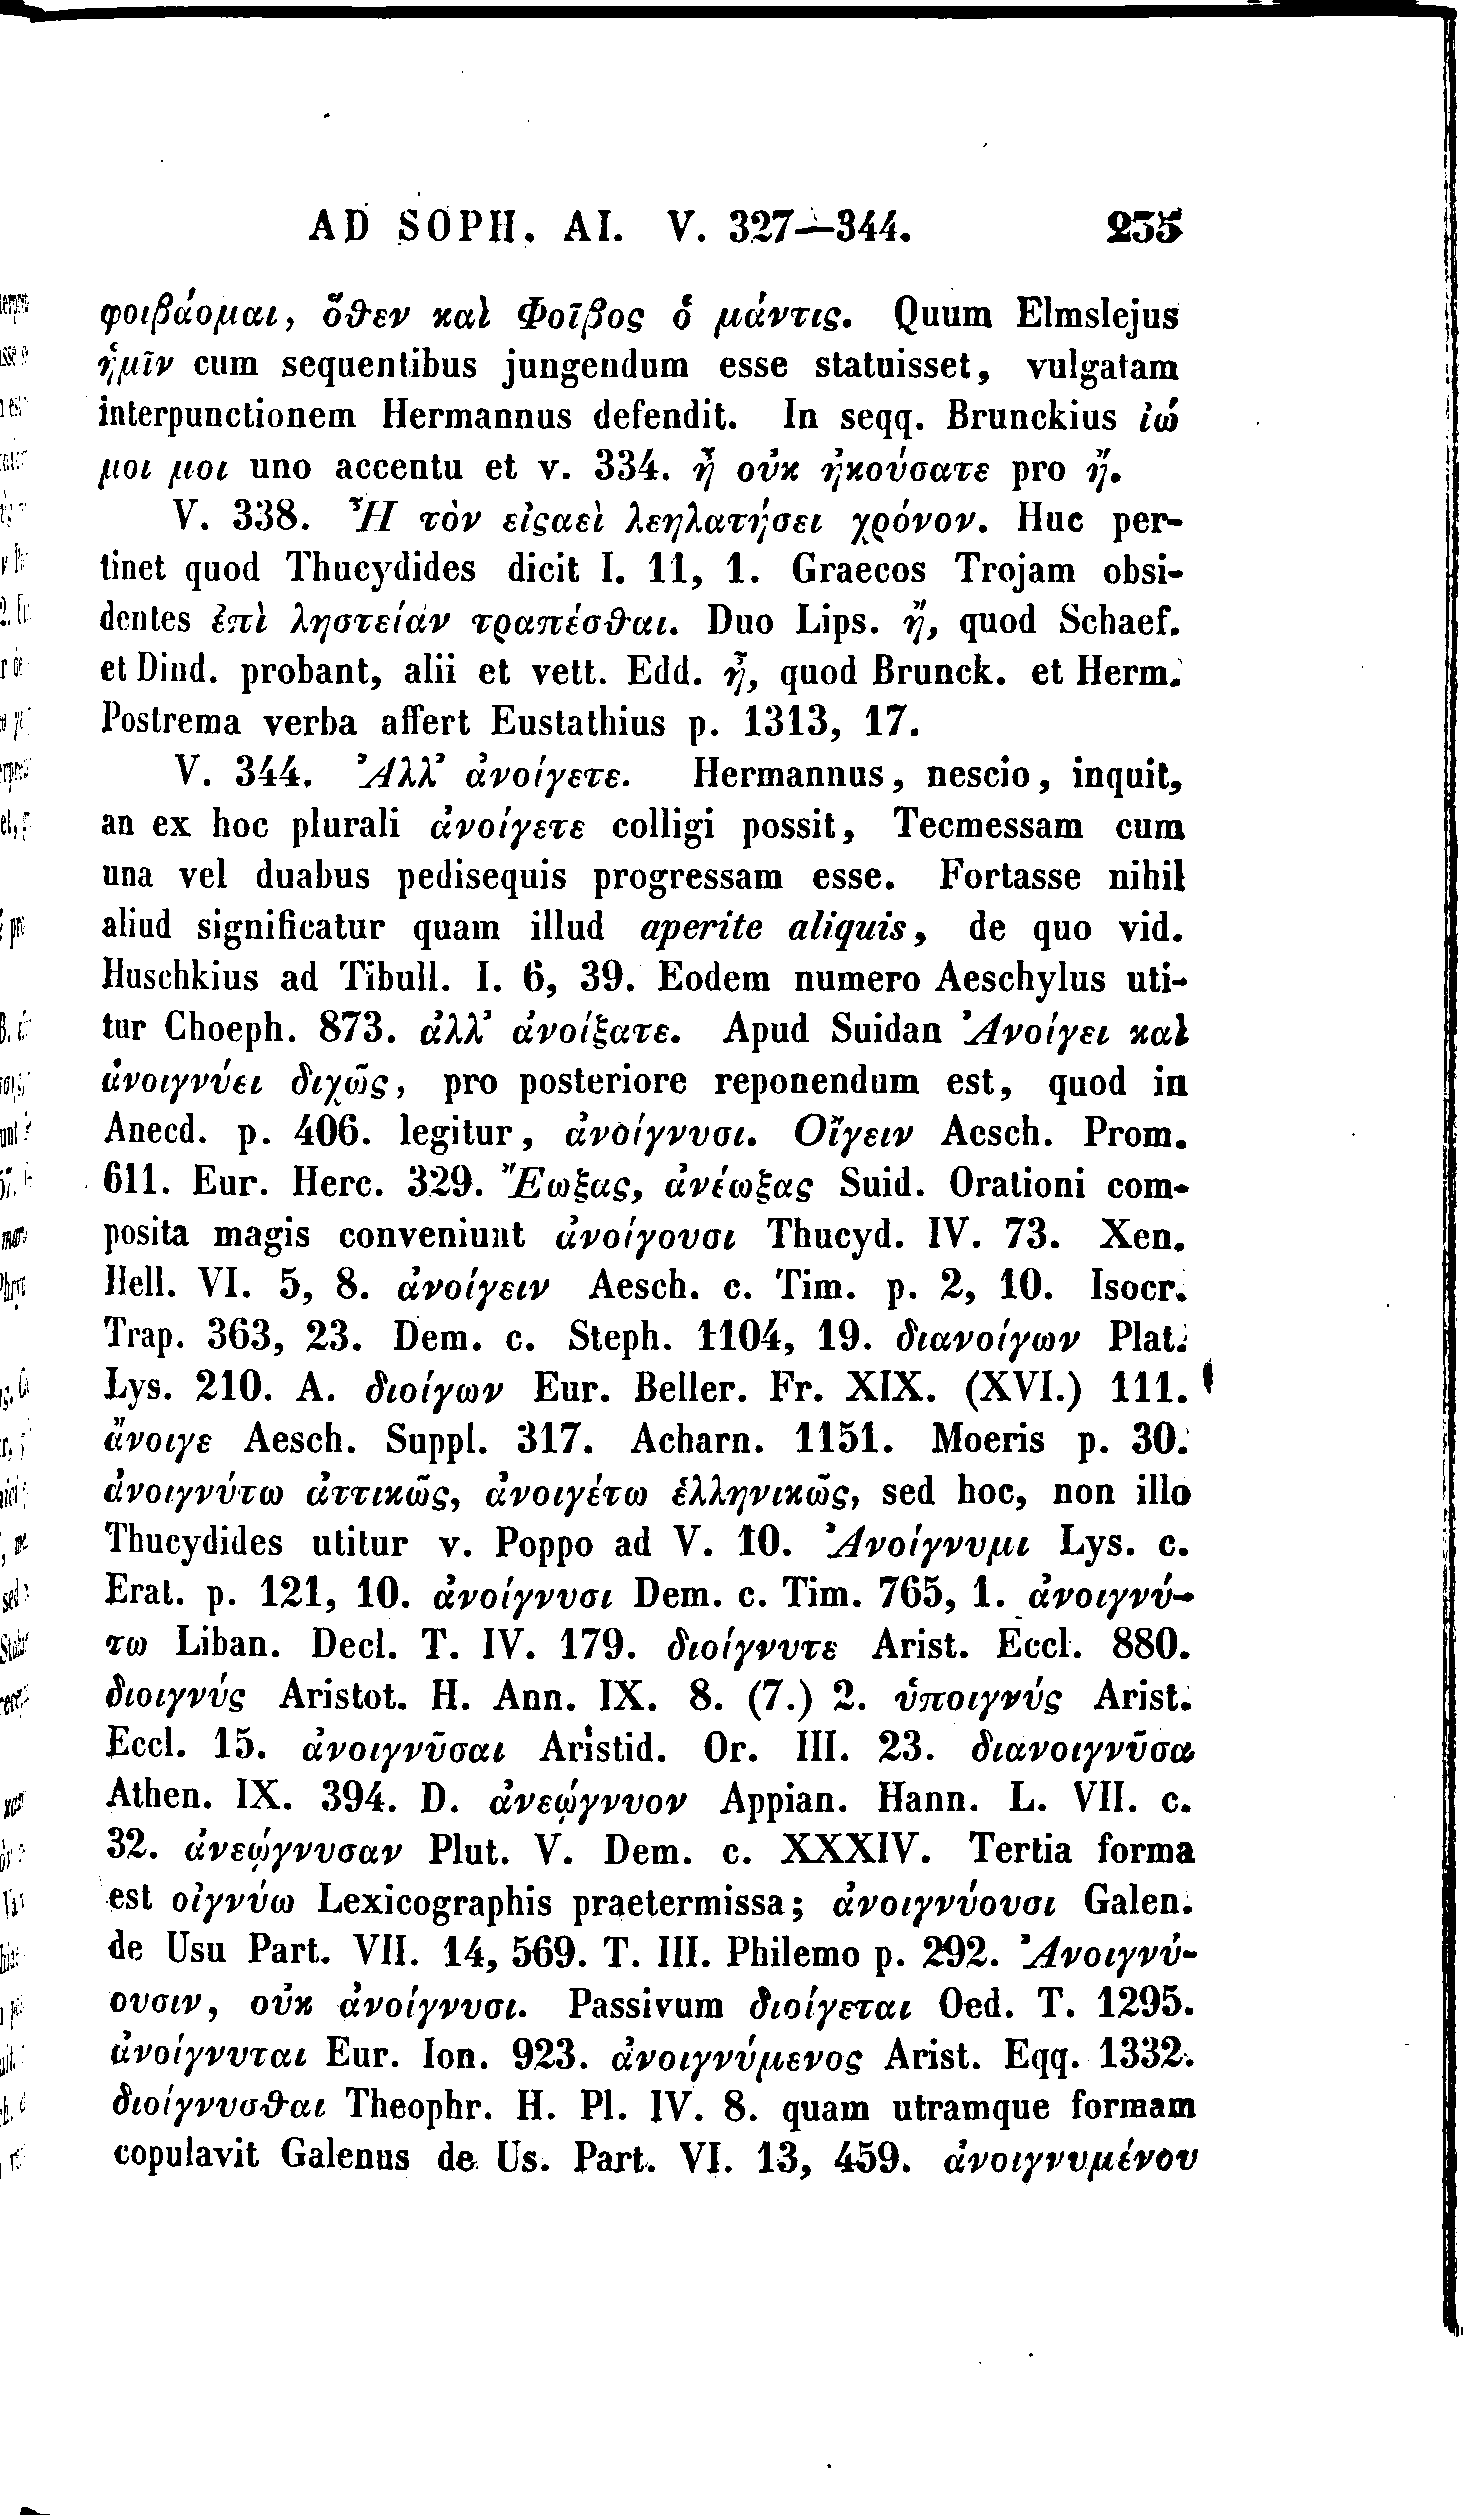 AD SOPH. AI. V. 327—344. 235
φοιβάομαι, ὅθεν καὶ Φοῖβος ὁ μάντις. Quum Elmslejus
ἡμῖν cum sequentibus jungendum esse statuisset, vulgatam
interpunctionem Hermannus defendit. In seqq. Brunckius ἰώ
μοι μοι uno accentu et v. 334. ἦ οὐκ ἠκούσατε pro ἤ.
V. 338. Ἦ τὸν εἰςαεὶ λεηλατήσει χρόνον. Huc per-
tinet quod Thucydides dicit I. 11, 1. Graecos Trojam obsi-
dentes ἐπὶ λῃστείαν τραπέσθαι. Duo Lips. ἤ, quod Schaef.
et Dind. probant, alii et vett. Edd. ἦ, quod Brunck. et Herm.
Postrema verba affert Eustathius p. 1313, 17.
V. 344. Ἀλλ’ ἀνοίγετε. Hermannus, nescio, inquit,
an ex hoc plurali ἀνοίγετε colligi possit, Tecmessam cum
una vel duabus pedisequis progressam esse. Fortasse nihil
aliud significatur quam illud aperite aliquis, de quo vid.
Huschkius ad Tibull. I. 6, 39. Eodem numero Aeschylus uti-
tur Choeph. 873. ἀλλ’ ἀνοίξατε. Apud Suidan Ἀνοίγει καὶ
ἀνοιγνύει διχῶς, pro posteriore reponendum est, quod in
Anecd. p. 406. legitur, ἀνοίγνυσι. Οἴγειν Aesch. Prom.
611. Eur. Herc. 329. Ἔωξας, ἀνέωξας Suid. Orationi com-
posita magis conveniunt ἀνοίγουσι Thucyd. IV. 73. Xen.
Hell. VI. 5, 8. ἀνοίγειν Aesch. c. Tim. p. 2, 10. Isocr.
Trap. 363, 23. Dem. c. Steph. 1104, 19. διανοίγων Plat.
Lys. 210. A. διοίγων Eur. Beller. Fr. XIX. (XVI.) 111.
ἄνοιγε Aesch. Suppl. 317. Acharn. 1151. Moeris p. 30.
ἀνοιγνύτω ἀττικῶς, ἀνοιγέτω ἑλληνικῶς, sed hoc, non illo
Thucydides utitur v. Poppo ad V. 10. Ἀνοίγνυμι Lys. c.
Erat. p. 121, 10. ἀνοίγνυσι Dem. c. Tim. 765, 1. ἀνοιγνύ-
τω Liban. Decl. T. IV. 179. διοίγνυτε Arist. Eccl. 880.
διοιγνύς Aristot. H. Ann. IX. 8. (7.) 2. ὑποιγνύς Arist.
Eccl. 15. ἀνοιγνῦσαι Aristid. Or. III. 23. διανοιγνῦσα
Athen. IX. 394. D. ἀνεῴγνυον Appian. Hann. L. VII. c.
32. ἀνεῴγνυσαν Plut. V. Dem. c. XXXIV. Tertia forma
est οἰγνύω Lexicographis praetermissa; ἀνοιγνύουσι Galen.
de Usu Part. VII. 14, 569. T. III. Philemo p. 292. Ἀνοιγνύ-
ουσιν, οὐκ ἀνοίγνυσι. Passivum διοίγεται Oed. T. 1295.
ἀνοίγνυται Eur. Ion. 923. ἀνοιγνύμενος Arist. Eqq. 1332.
διοίγνυσθαι Theophr. H. Pl. IV. 8. quam utramque formam
copulavit Galenus de Us. Part. VI. 13, 459. ἀνοιγνυμένου